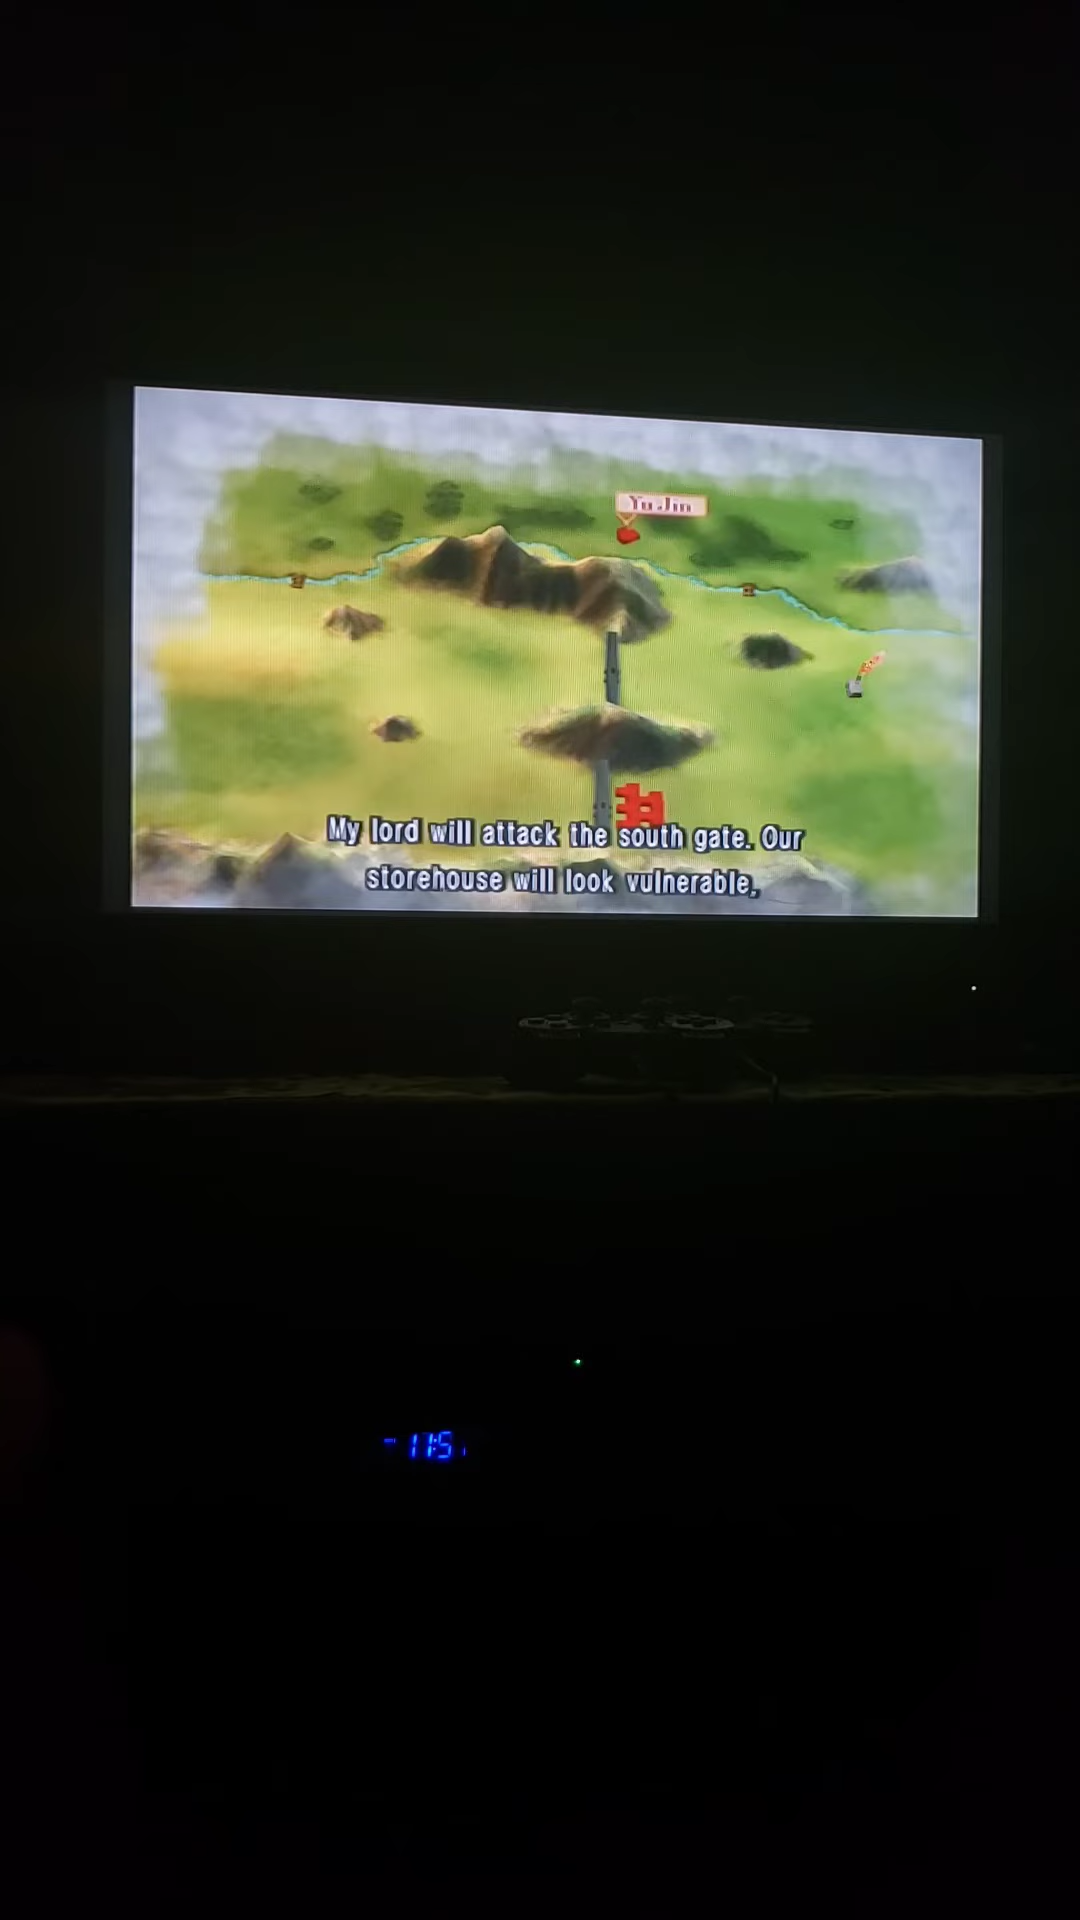 Yu Jin
My lord will attack the south gate. Our
storehouse will look vulnerable,